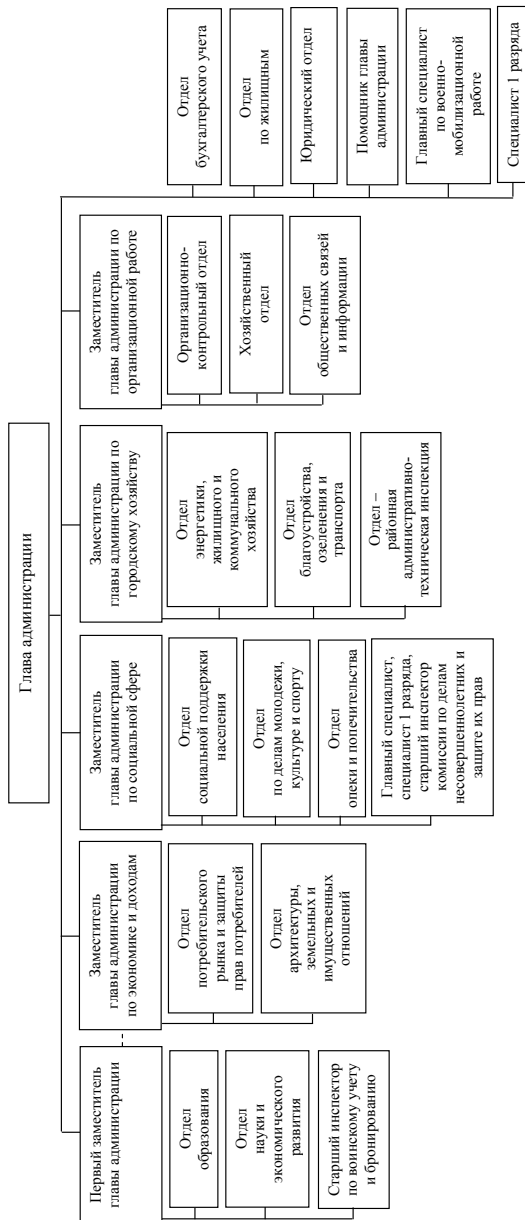 Глава администрации
Первый заместитель
главы администрации
Отдел
образования
Отдел
науки и
экономического
развития
Старший инспектор
по воинскому учету
и бронированию
Заместитель
главы администрации
по экономике и доходам
Отдел
потребительского
рынка и защиты
прав потребителей
Отдел
архитектуры,
земельных и
имущественных
отношений
Заместитель
главы администрации
по социальной сфере
Отдел
социальной поддержки
населения
Отдел
по делам молодежи,
культуре и спорту
Отдел
опеки и попечительства
Главный специалист,
специалист 1 разряда,
старший инспектор
комиссии по делам
несовершеннолетних и
защите их прав
Заместитель
главы администрации по
городскому хозяйству
Отдел
энергетики,
жилищного и
коммунального
хозяйства
Отдел
благоустройства,
озеленения и
транспорта
Отдел –
районная
административно-
техническая инспекция
Заместитель
главы администрации по
организационной работе
Организационно-
контрольный отдел
Хозяйственный
отдел
Отдел
общественных связей
и информации
Отдел
бухгалтерского учета
Отдел
по жилищным
Юридический отдел
Помощник главы
администрации
Главный специалист
по военно-
мобилизационной
работе
Специалист 1 разряда